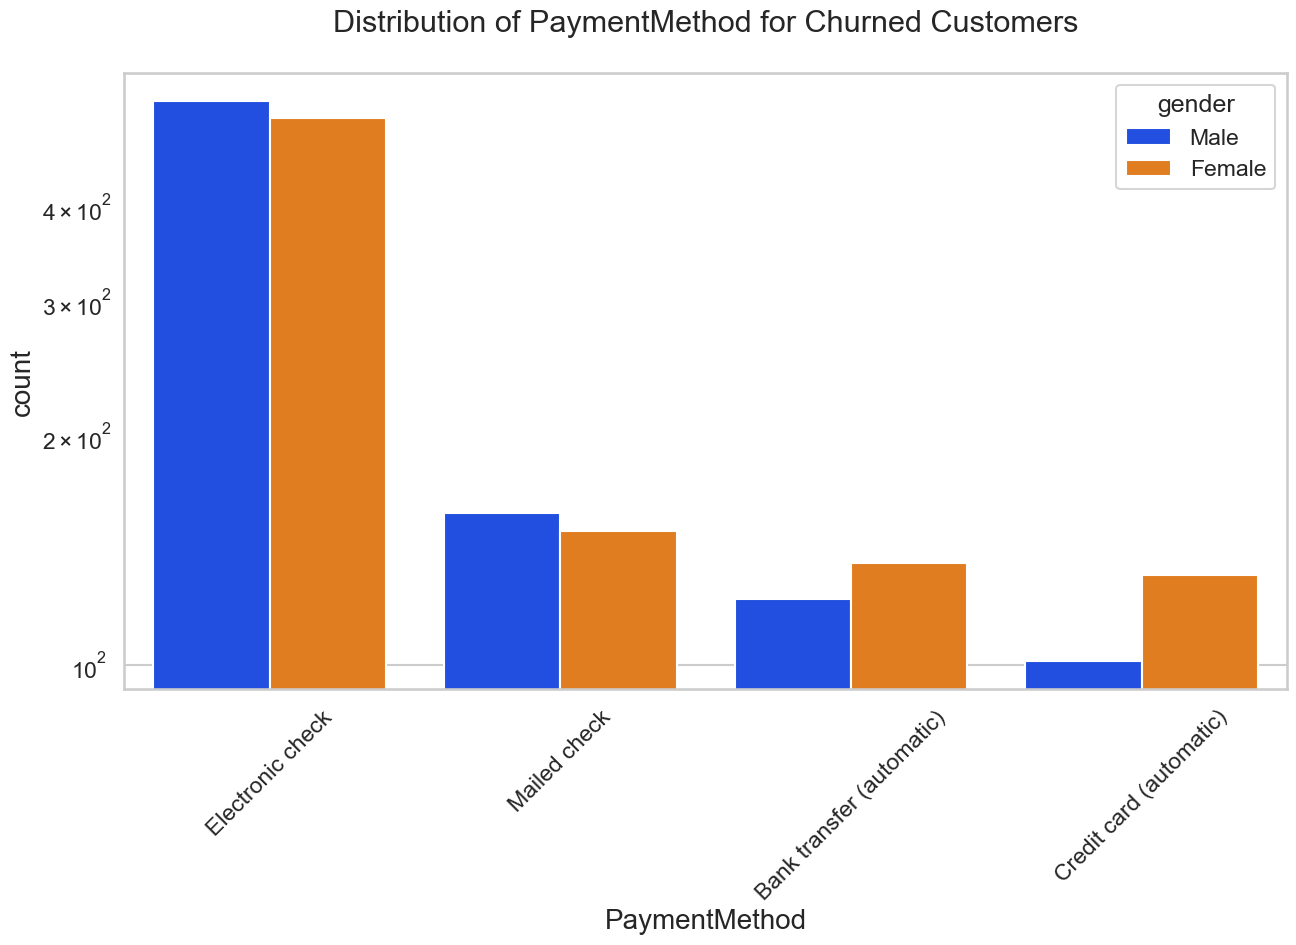 Distribution of PaymentMethod for Churned Customers
gender
Male
Female
4 × 10²
3 × 10²
2 × 10²
10²
count
Electronic check
Mailed check
Bank transfer (automatic)
Credit card (automatic)
PaymentMethod